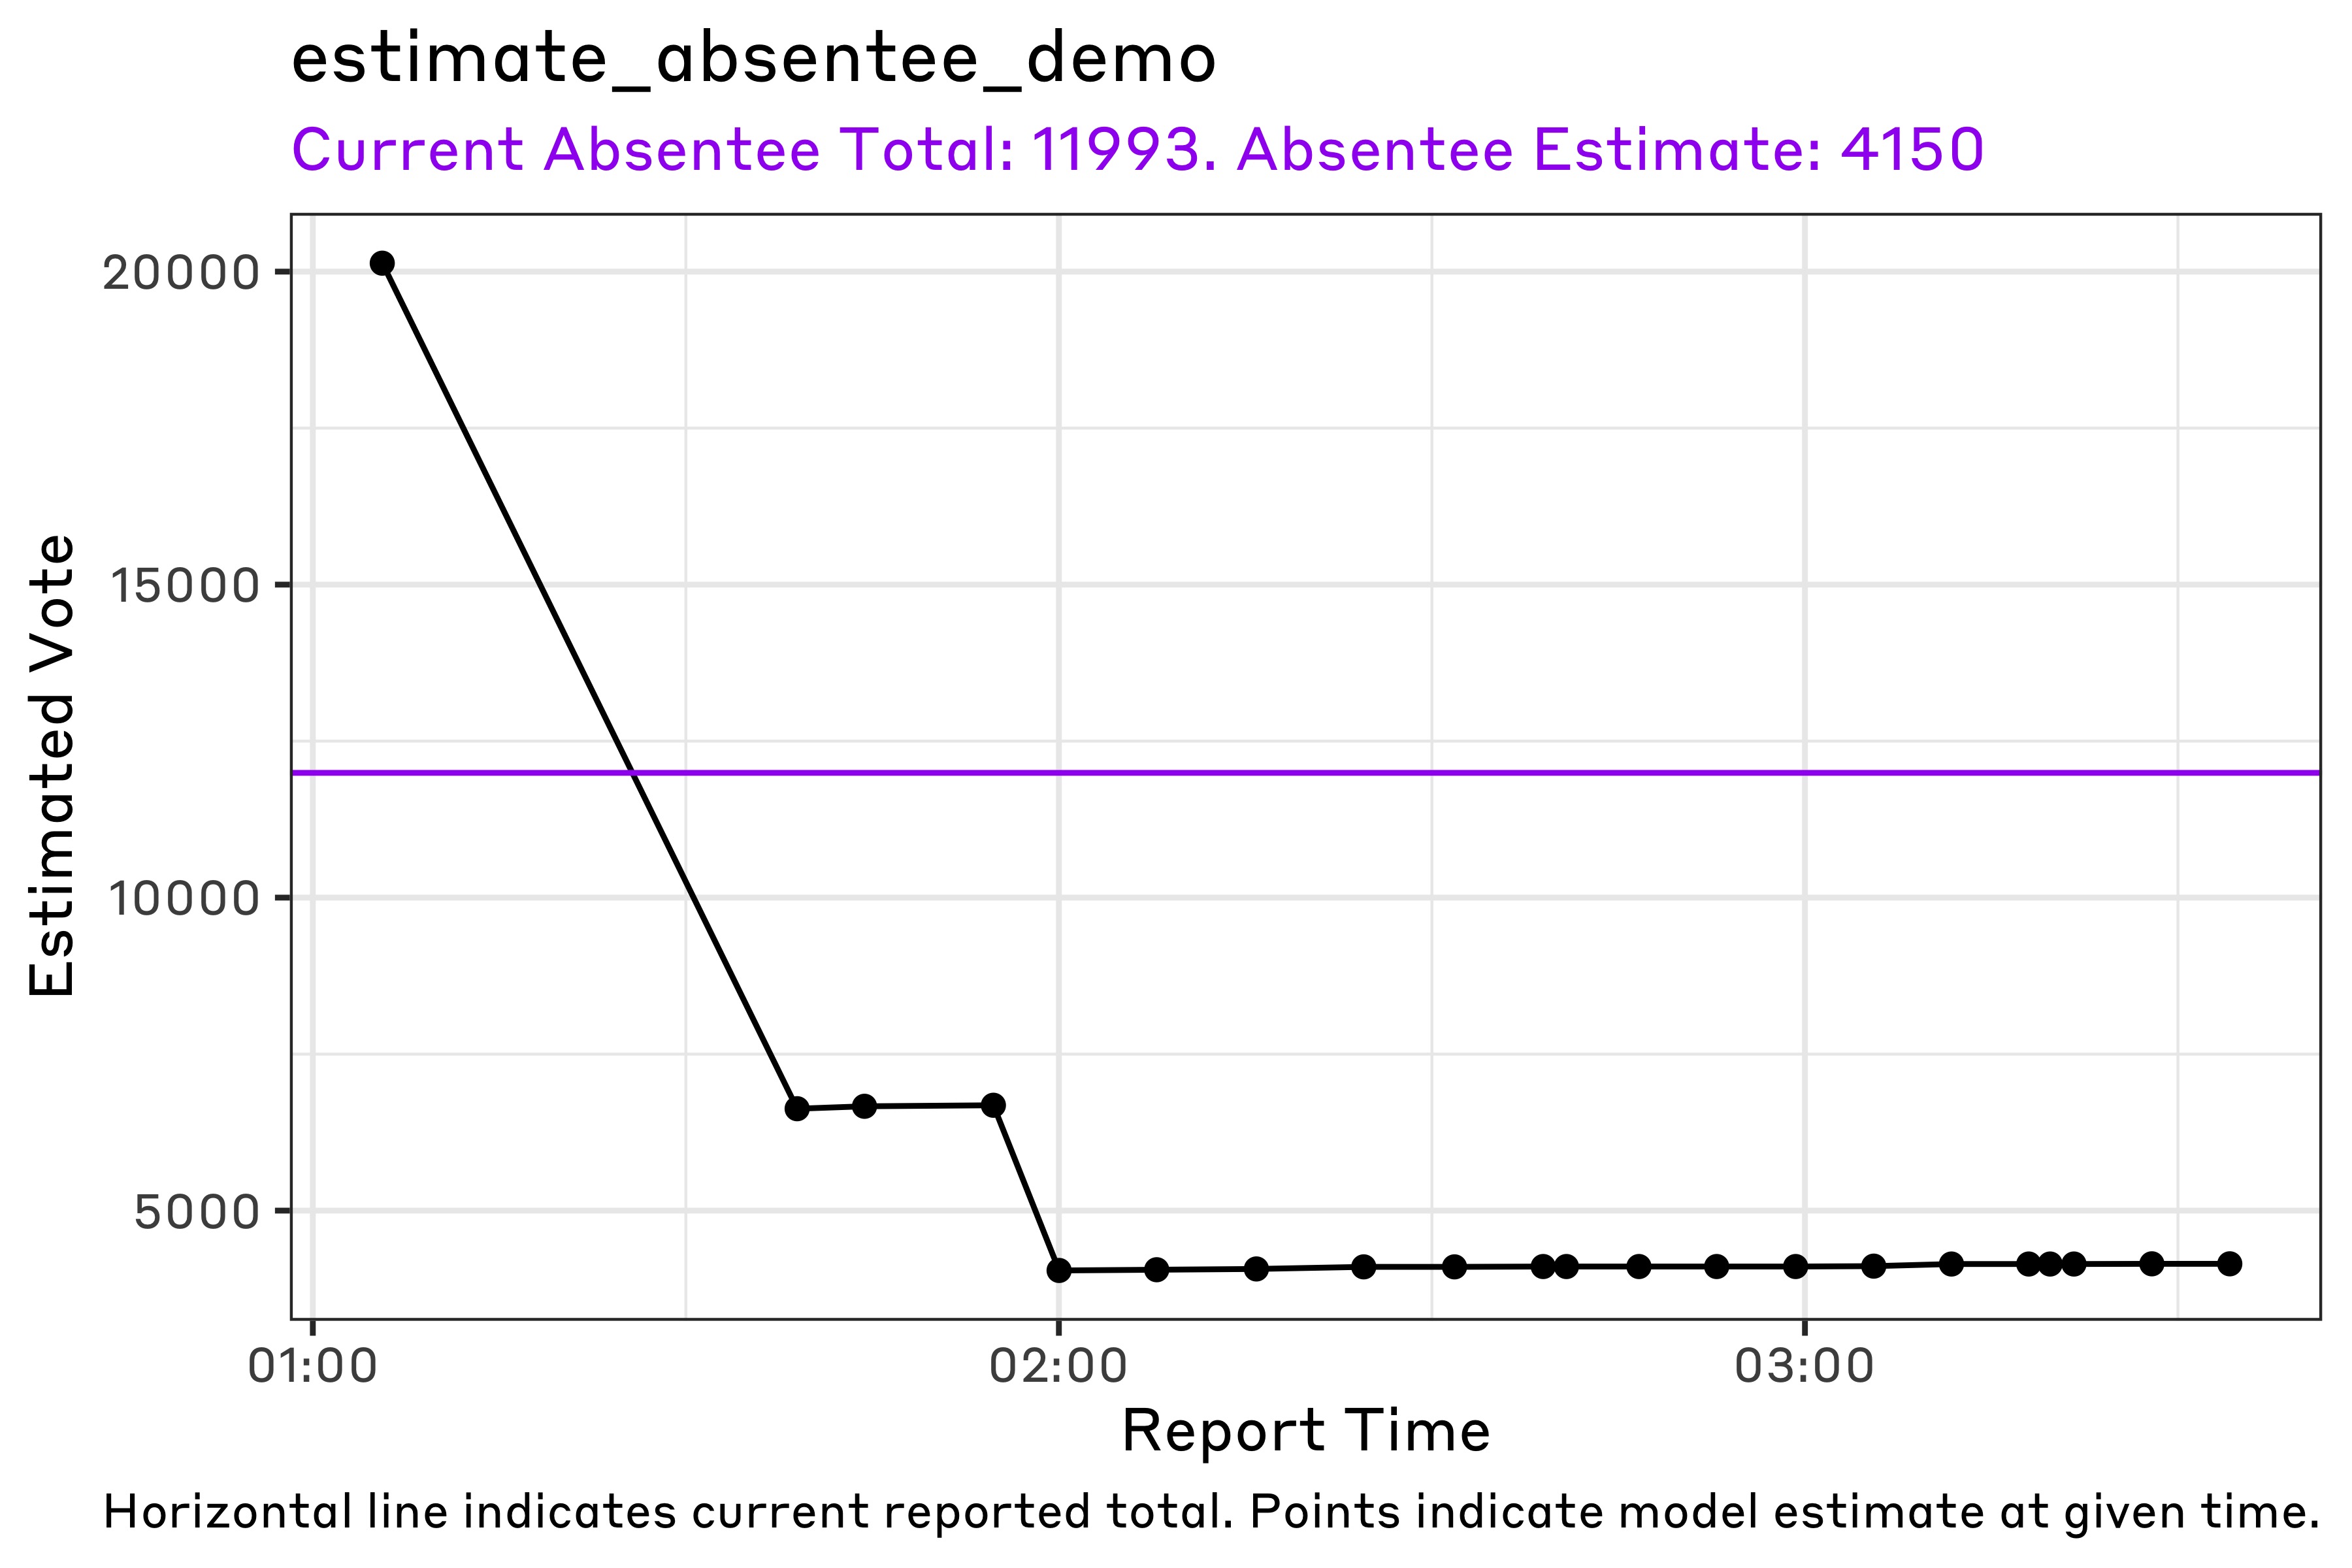 estimate_absentee_demo
Current Absentee Total: 11993. Absentee Estimate: 4150
Estimated Vote
20000
15000
10000
5000
01:00 02:00 03:00
Report Time
Horizontal line indicates current reported total. Points indicate model estimate at given time.